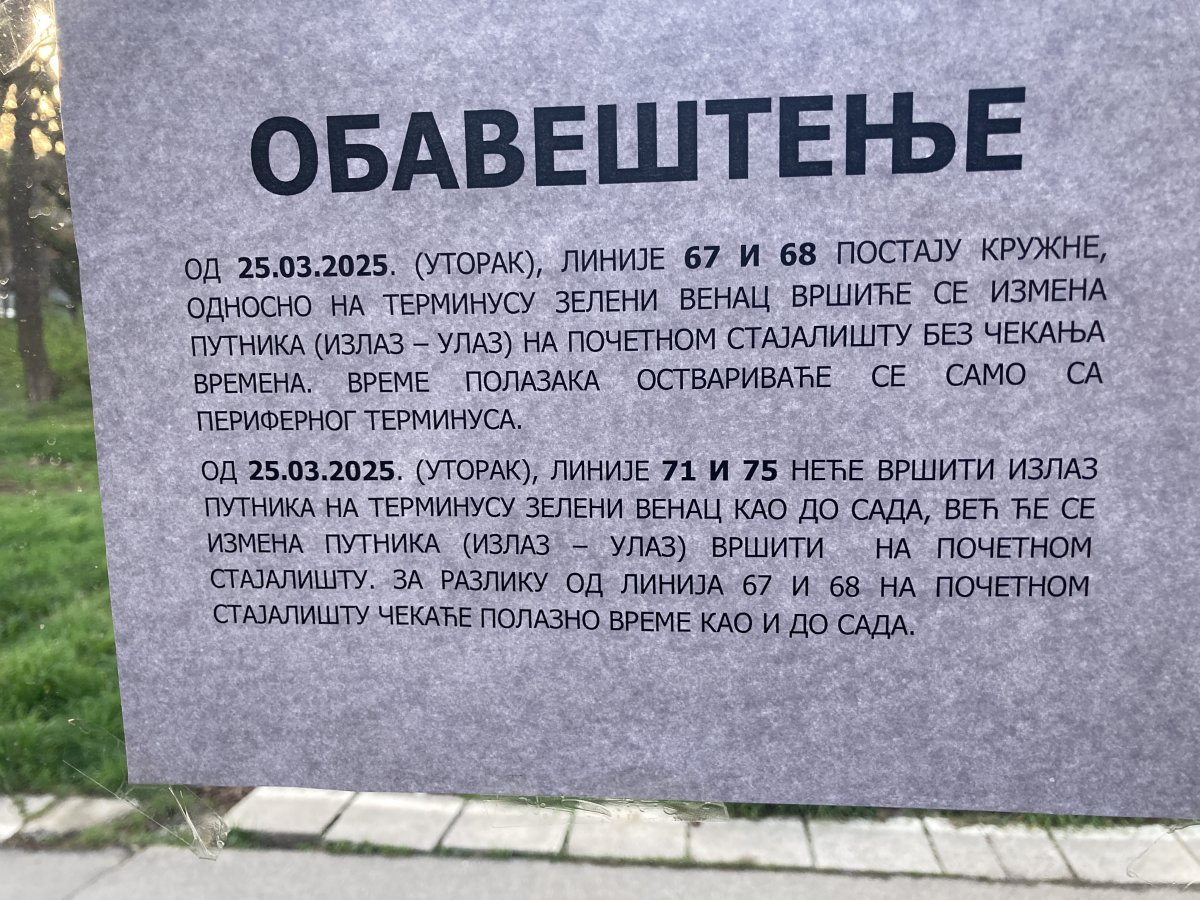 ОБАВЕШТЕЊЕ
ОД 25.03.2025. (УТОРАК), ЛИНИЈЕ 67 И 68 ПОСТАЈУ КРУЖНЕ,
ОДНОСНО НА ТЕРМИНУСУ ЗЕЛЕНИ ВЕНАЦ ВРШИЋЕ СЕ ИЗМЕНА
ПУТНИКА (ИЗЛАЗ – УЛАЗ) НА ПОЧЕТНОМ СТАЈАЛИШТУ БЕЗ ЧЕКАЊА
ВРЕМЕНА. ВРЕМЕ ПОЛАЗАКА ОСТВАРИВАЋЕ СЕ САМО СА
ПЕРИФЕРНОГ ТЕРМИНУСА.
ОД 25.03.2025. (УТОРАК), ЛИНИЈЕ 71 И 75 НЕЋЕ ВРШИТИ ИЗЛАЗ
ПУТНИКА НА ТЕРМИНУСУ ЗЕЛЕНИ ВЕНАЦ КАО ДО САДА, ВЕЋ ЋЕ СЕ
ИЗМЕНА ПУТНИКА (ИЗЛАЗ – УЛАЗ) ВРШИТИ НА ПОЧЕТНОМ
СТАЈАЛИШТУ. ЗА РАЗЛИКУ ОД ЛИНИЈА 67 И 68 НА ПОЧЕТНОМ
СТАЈАЛИШТУ ЧЕКАЋЕ ПОЛАЗНО ВРЕМЕ КАО И ДО САДА.